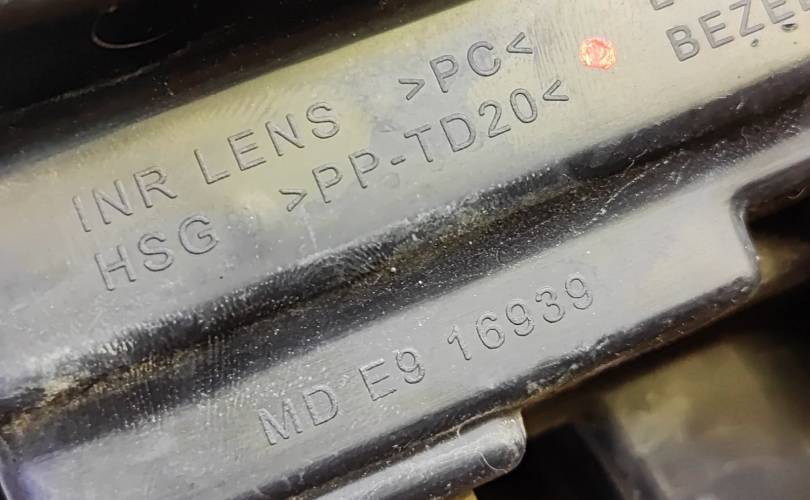 INR LENS >PC<
HSG >PP-TD20<
MD E9 16939